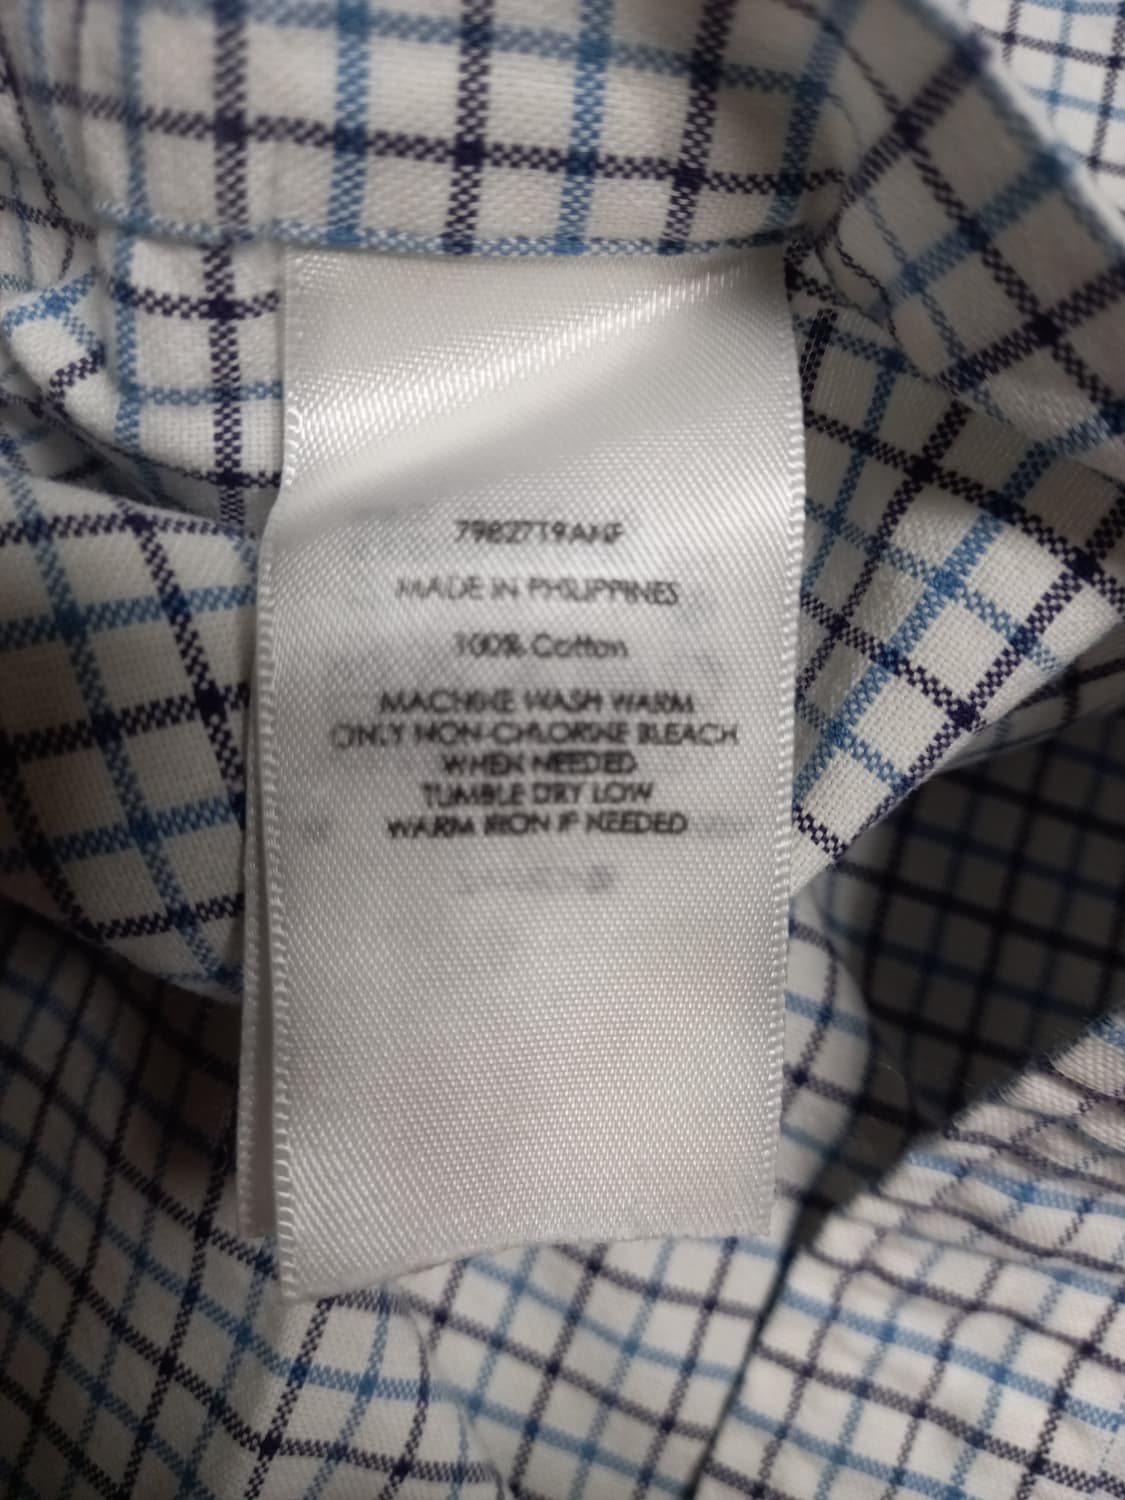 MADE IN PHILIPPINES
100% Cotton
MACHINE WASH WARM
ONLY NON-CHLORINE BLEACH
WHEN NEEDED
TUMBLE DRY LOW
WARM IRON IF NEEDED